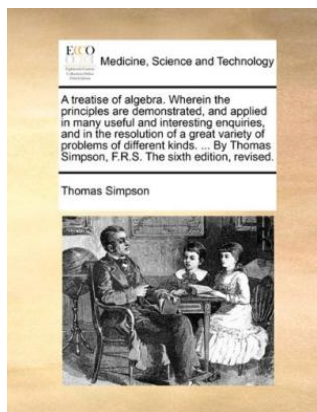 ECCO
Medicine, Science and Technology
A treatise of algebra. Wherein the
principles are demonstrated, and applied
in many useful and interesting enquiries,
and in the resolution of a great variety of
problems of different kinds. ... By Thomas
Simpson, F.R.S. The sixth edition, revised.
Thomas Simpson